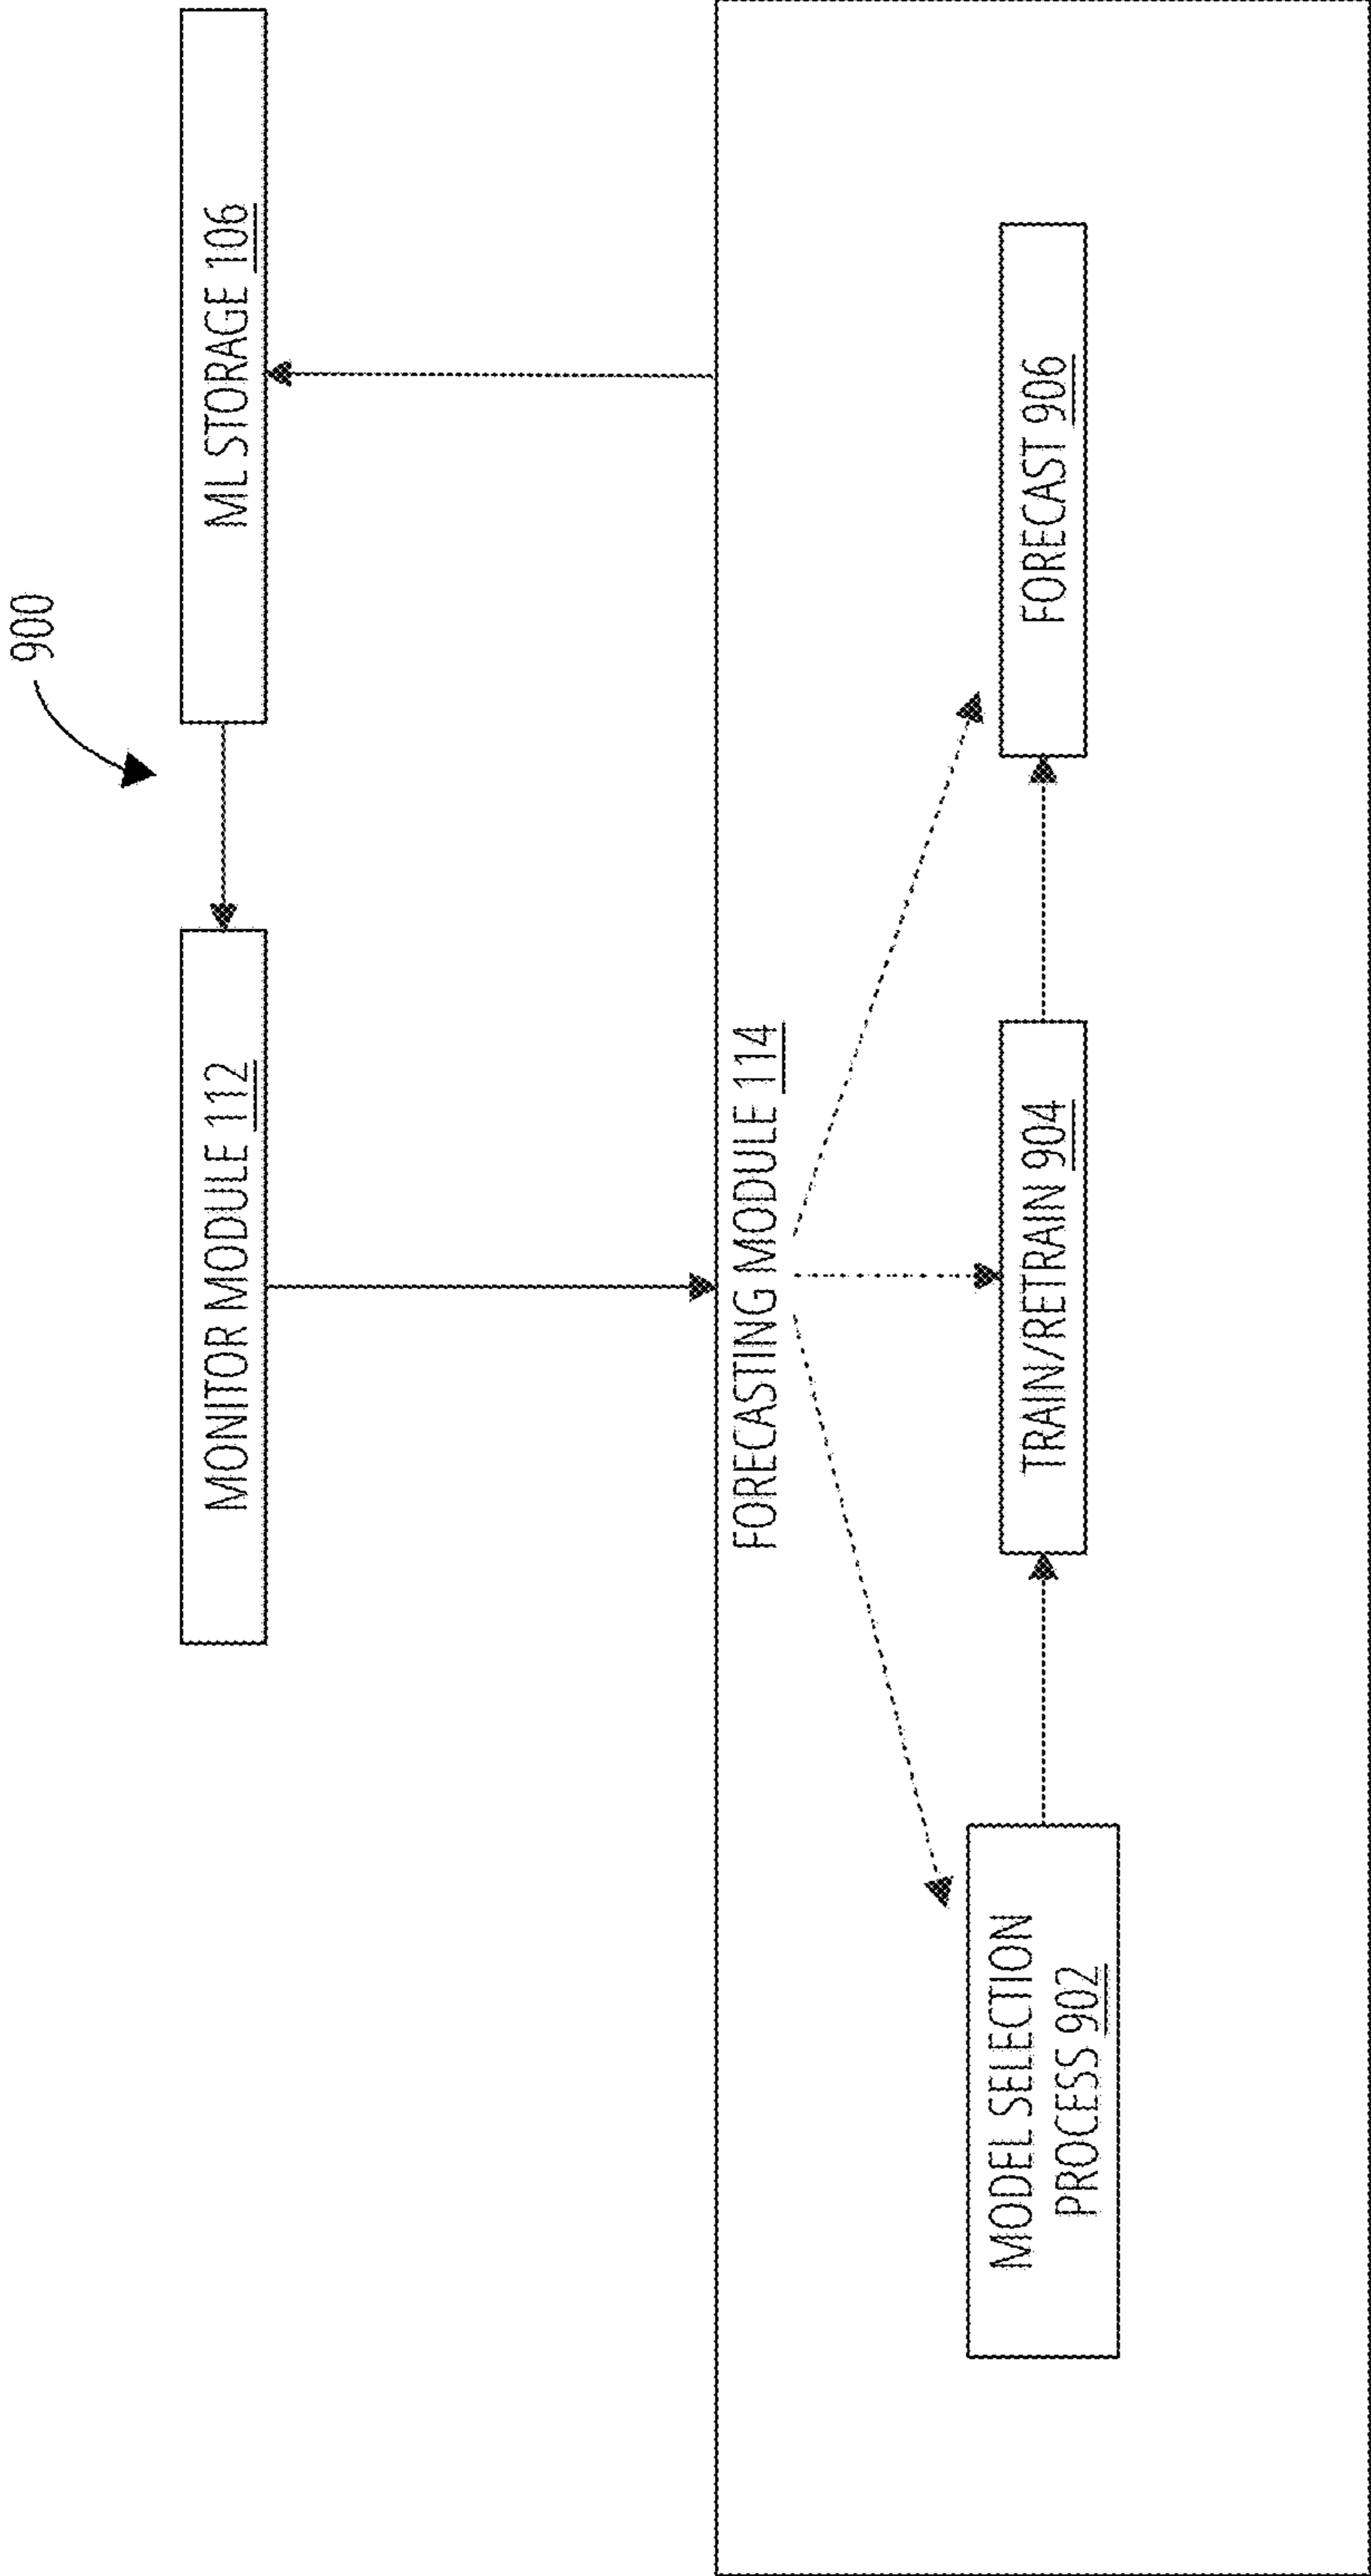 900
MONITOR MODULE 112
ML STORAGE 106
FORECASTING MODULE 114
MODEL SELECTION
PROCESS 902
TRAIN/RETRAIN 904
FORECAST 906